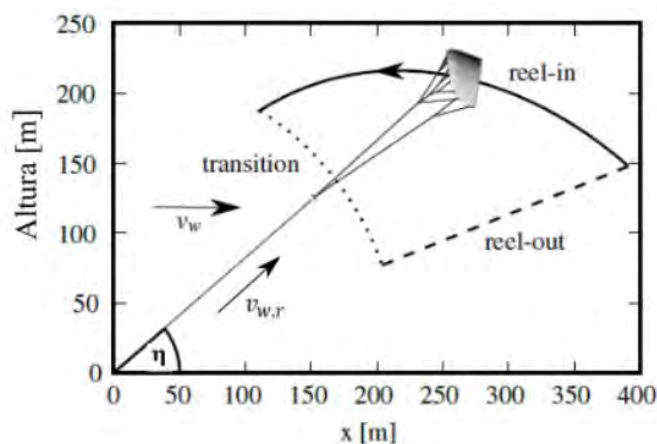 250
200
150
100
50
0
Altura [m]
reel-in
transition
v_w
reel-out
v_{w,r}
η
0 50 100 150 200 250 300 350 400
x [m]